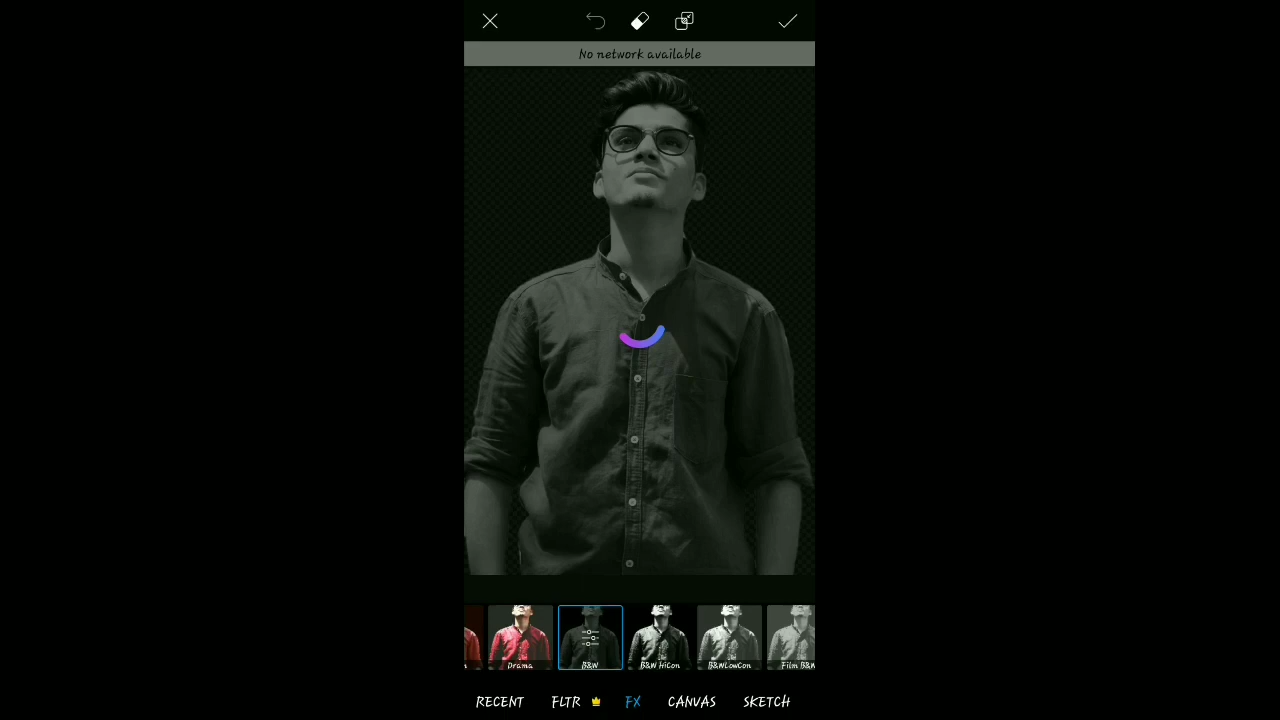 No network available
Drama
B&W
B&W HiCon
B&WLowCon
Film B&W
RECENT
FLTR
FX
CANVAS
SKETCH